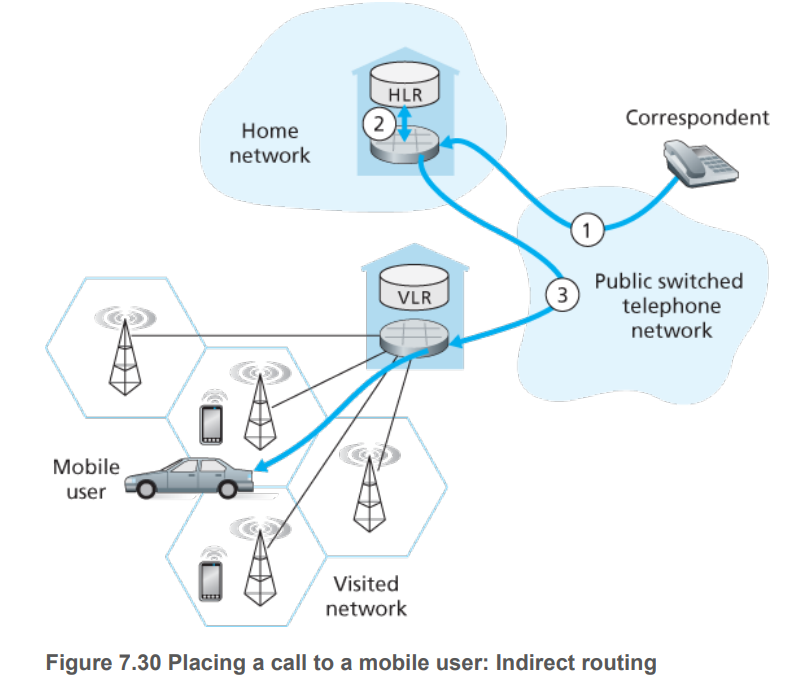 HLR
2
Home
network
Correspondent
1
Public switched
telephone
network
3
VLR
Mobile
user
Visited
network
Figure 7.30 Placing a call to a mobile user: Indirect routing